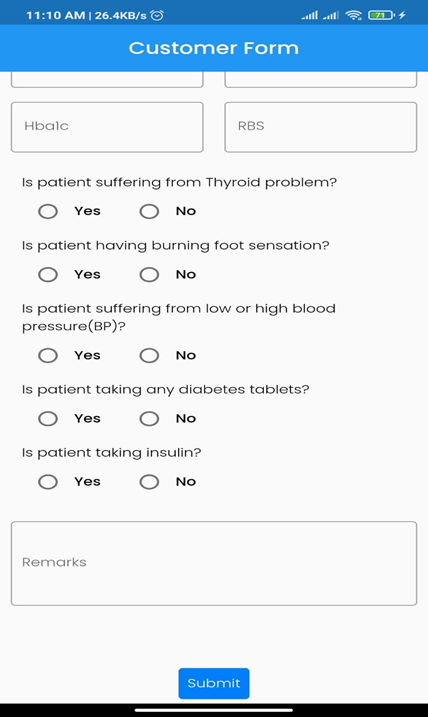 11:10 AM | 26.4KB/s
71
Customer Form
Hba1c
RBS
Is patient suffering from Thyroid problem?
Yes No
Is patient having burning foot sensation?
Yes No
Is patient suffering from low or high blood
pressure(BP)?
Yes No
Is patient taking any diabetes tablets?
Yes No
Is patient taking insulin?
Yes No
Remarks
Submit